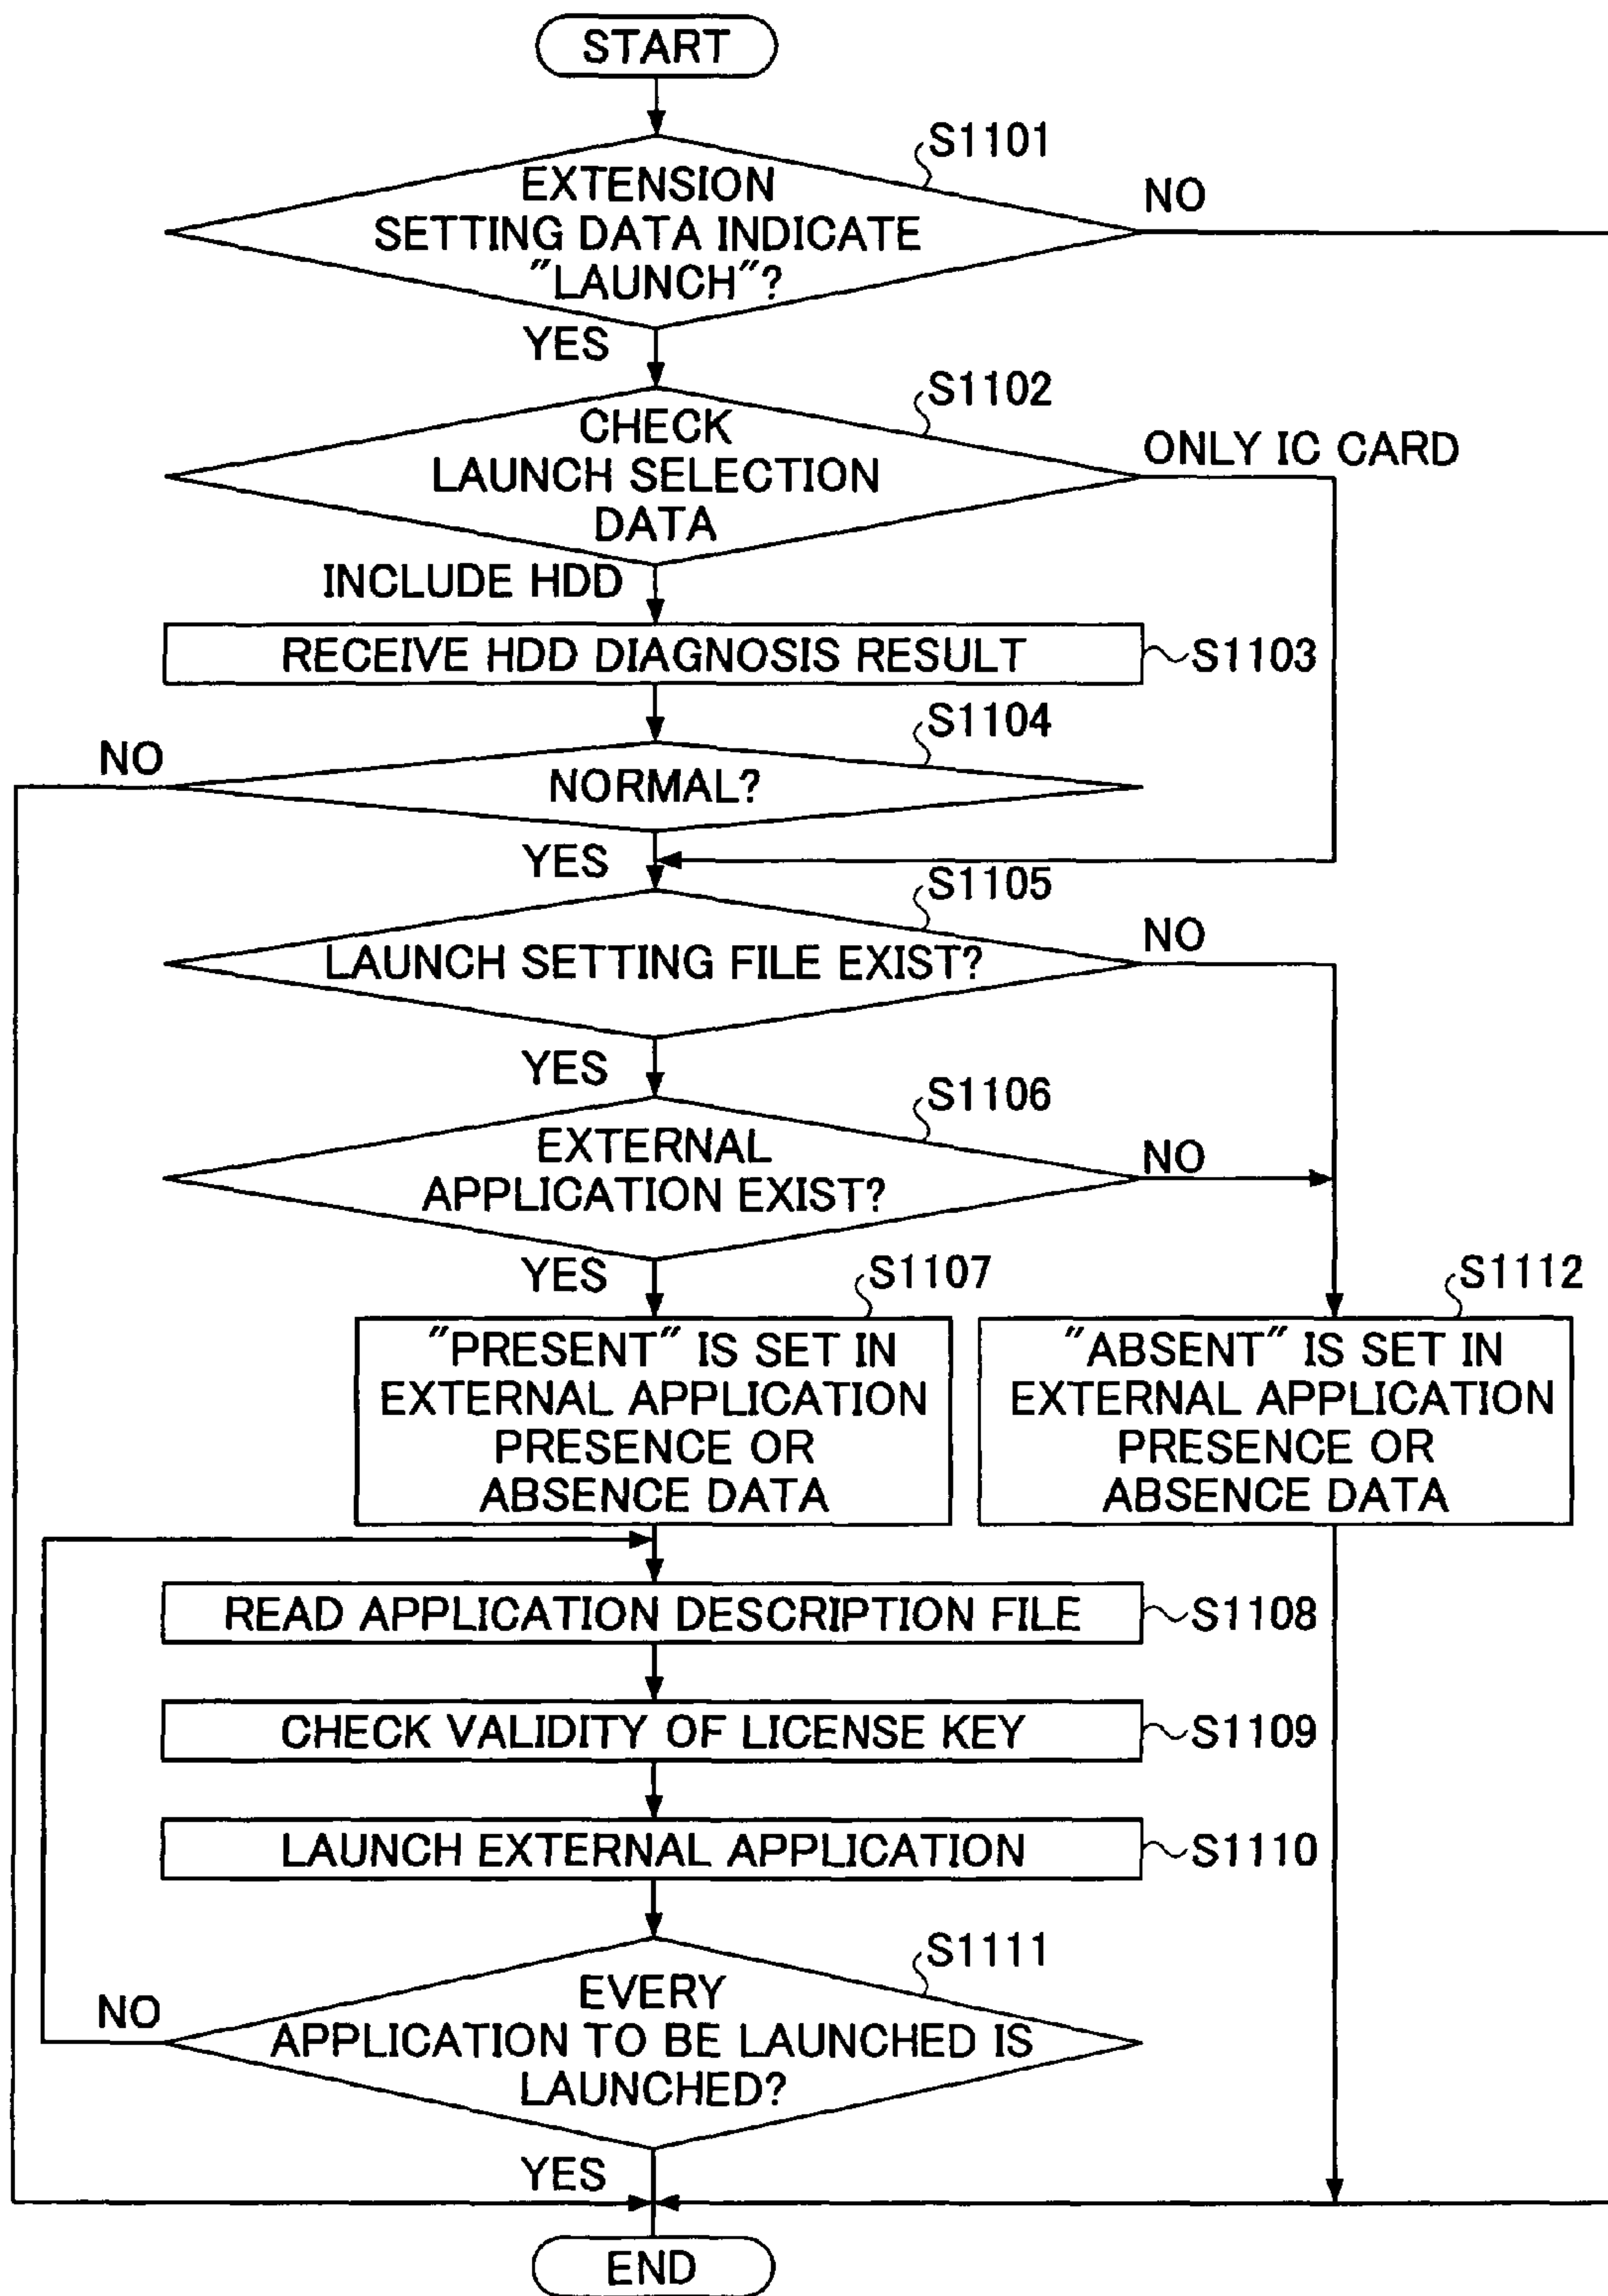 START
S1101
EXTENSION
SETTING DATA INDICATE
"LAUNCH"?
NO
YES
S1102
CHECK
LAUNCH SELECTION
DATA
ONLY IC CARD
INCLUDE HDD
RECEIVE HDD DIAGNOSIS RESULT
S1103
S1104
NO
NORMAL?
YES
S1105
LAUNCH SETTING FILE EXIST?
NO
YES
S1106
EXTERNAL
APPLICATION EXIST?
NO
YES
S1107
"PRESENT" IS SET IN
EXTERNAL APPLICATION
PRESENCE OR
ABSENCE DATA
S1112
"ABSENT" IS SET IN
EXTERNAL APPLICATION
PRESENCE OR
ABSENCE DATA
READ APPLICATION DESCRIPTION FILE
S1108
CHECK VALIDITY OF LICENSE KEY
S1109
LAUNCH EXTERNAL APPLICATION
S1110
S1111
NO
EVERY
APPLICATION TO BE LAUNCHED IS
LAUNCHED?
YES
END